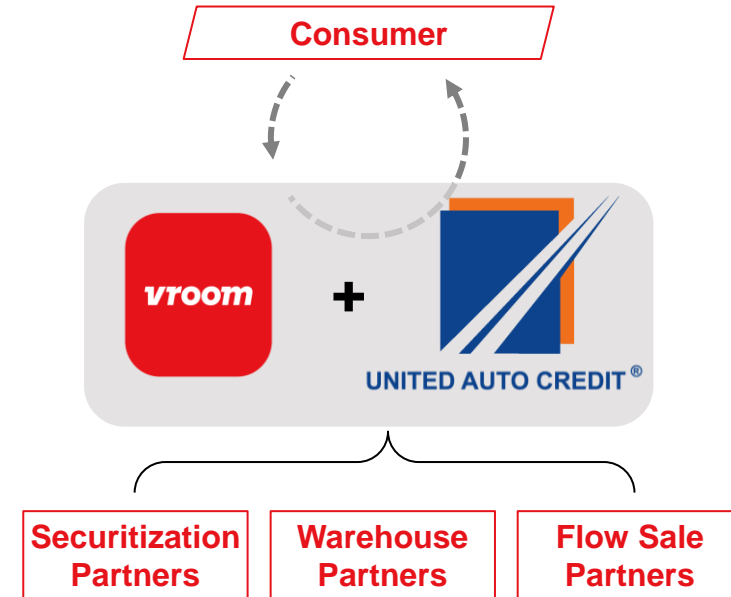 Consumer
vroom
+
UNITED AUTO CREDIT ®
Securitization
Partners
Warehouse
Partners
Flow Sale
Partners